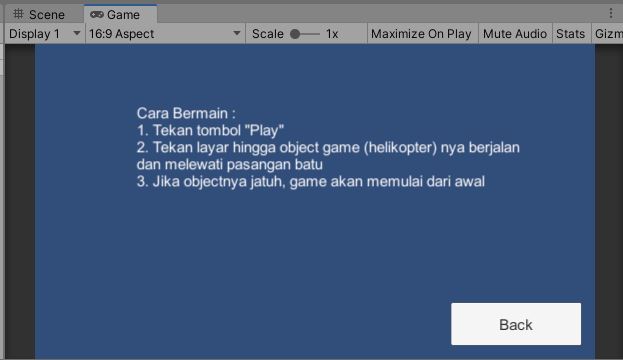 Scene Game
Display 1 16:9 Aspect Scale 1x Maximize On Play Mute Audio Stats Gizm
Cara Bermain :
1. Tekan tombol "Play"
2. Tekan layar hingga object game (helikopter) nya berjalan
dan melewati pasangan batu
3. Jika objectnya jatuh, game akan memulai dari awal
Back